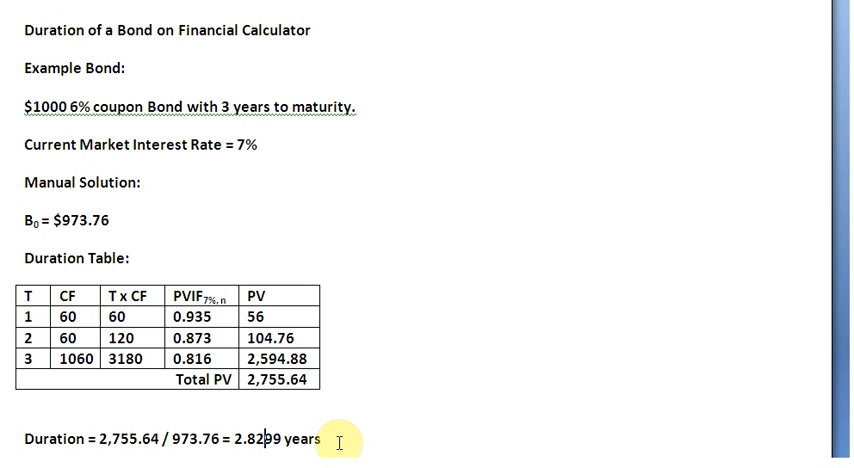 Duration of a Bond on Financial Calculator
Example Bond:
$1000 6% coupon Bond with 3 years to maturity.
Current Market Interest Rate = 7%
Manual Solution:
B0 = $973.76
Duration Table:
T CF T x CF PVIF7%, n PV
1 60 60 0.935 56
2 60 120 0.873 104.76
3 1060 3180 0.816 2,594.88
Total PV 2,755.64
Duration = 2,755.64 / 973.76 = 2.8299 years